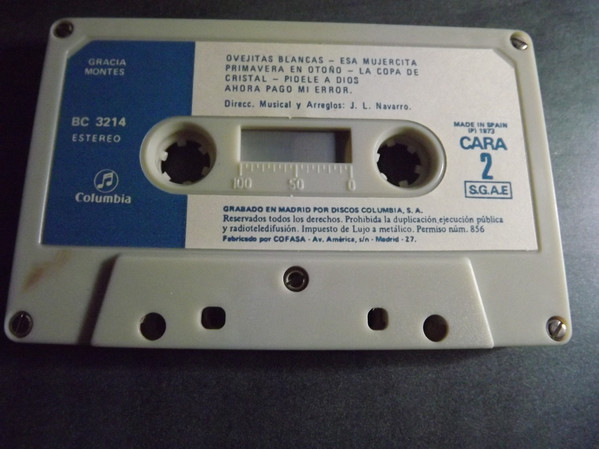 GRACIA
MONTES
BC 3214
ESTEREO
Columbia
OVEJITAS BLANCAS - ESA MUJERCITA
PRIMAVERA EN OTOÑO - LA COPA DE
CRISTAL - PIDELE A DIOS
AHORA PAGO MI ERROR.
Direcc. Musical y Arreglos: J. L. Navarro.
MADE IN SPAIN
(P) 1973
CARA
2
S.G.A.E
100 50 0
GRABADO EN MADRID POR DISCOS COLUMBIA, S. A.
Reservados todos los derechos. Prohibida la duplicación, ejecución pública
y radioteledifusión. Impuesto de Lujo a metálico. Permiso núm. 856
Fabricado por COFASA - Av. América, s/n - Madrid - 27.